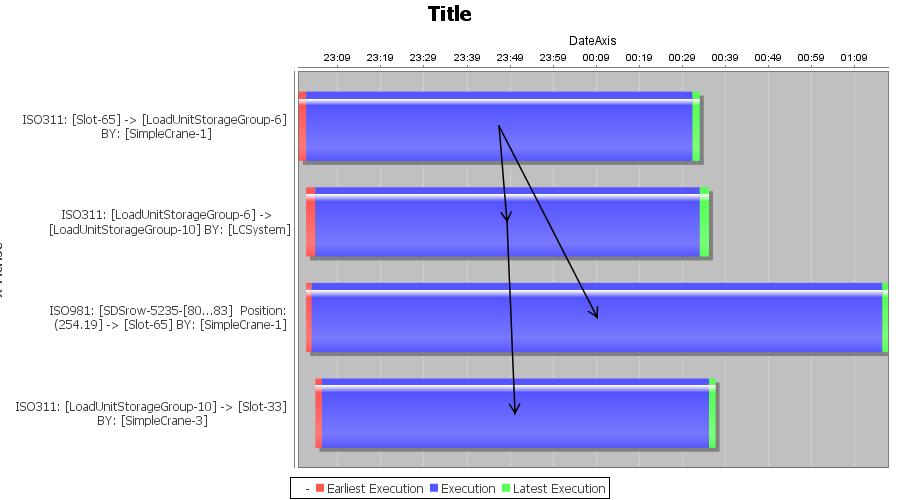 Title
DateAxis
23:09 23:19 23:29 23:39 23:49 23:59 00:09 00:19 00:29 00:39 00:49 00:59 01:09
ISO311: [Slot-65] -> [LoadUnitStorageGroup-6]
BY: [SimpleCrane-1]
ISO311: [LoadUnitStorageGroup-6] ->
[LoadUnitStorageGroup-10] BY: [LCSystem]
ISO981: [SDSrow-5235-[80...83] Position:
(254.19] -> [Slot-65] BY: [SimpleCrane-1]
ISO311: [LoadUnitStorageGroup-10] -> [Slot-33]
BY: [SimpleCrane-3]
- Earliest Execution Execution Latest Execution